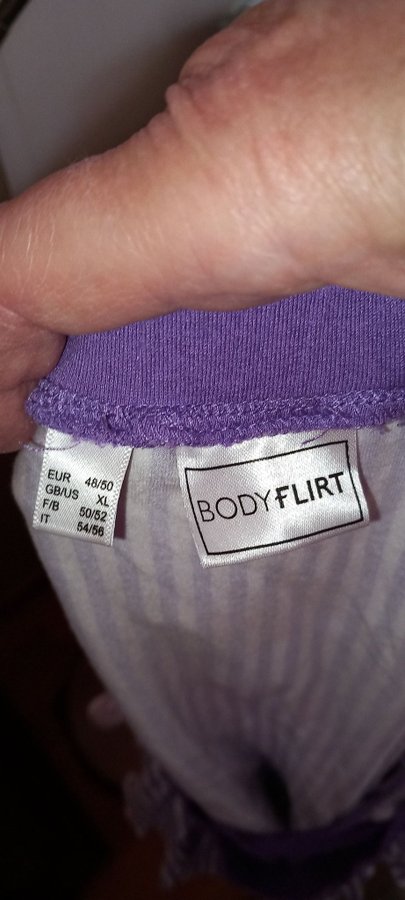 EUR 48/50
GB/US XL
F/B 50/52
IT 54/56
BODYFLIRT